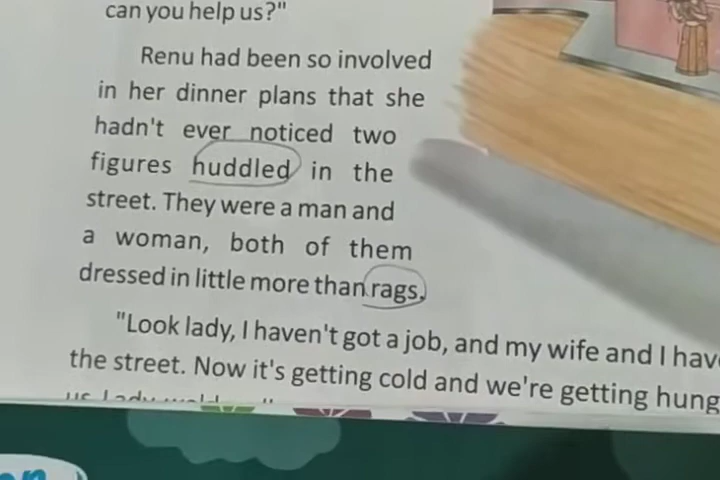 can you help us?"
Renu had been so involved
in her dinner plans that she
hadn't ever noticed two
figures huddled in the
street. They were a man and
a woman, both of them
dressed in little more than rags.
"Look lady, I haven't got a job, and my wife and I
the street. Now it's getting cold and we're getting